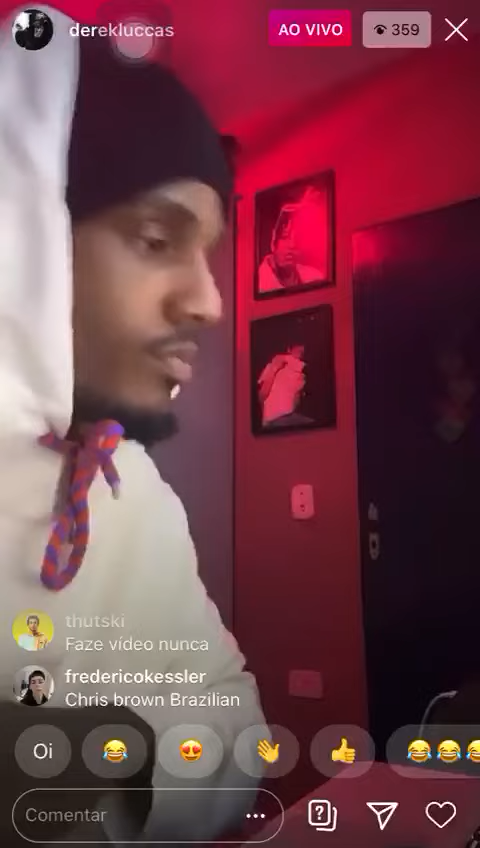 derekluccas
AO VIVO
359
thutski
Faze vídeo nunca
fredericokessler
Chris brown Brazilian
Oi
Comentar